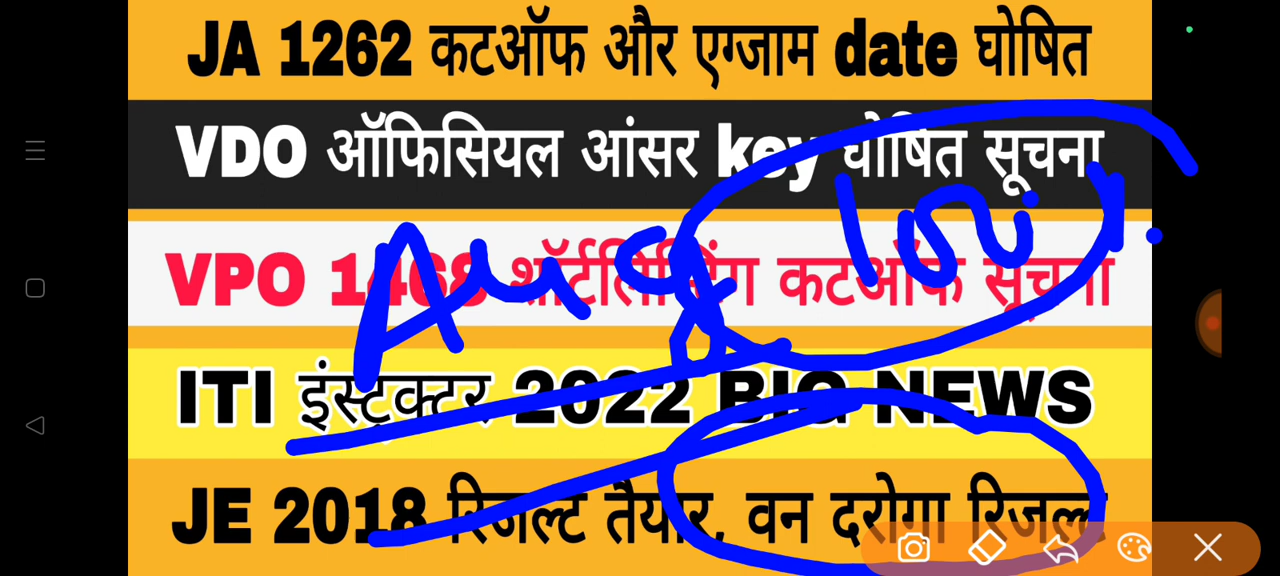 JA 1262 कटऑफ और एग्जाम date घोषित
VDO ऑफिसियल आंसर key घोषित सूचना
VPO 1468 शॉर्टलिस्टिंग कटऑफ सूचना
Aug
ITI इंस्ट्रक्टर 2022 BIG NEWS
JE 2018 रिजल्ट तैयार, वन दरोगा रिजल्ट